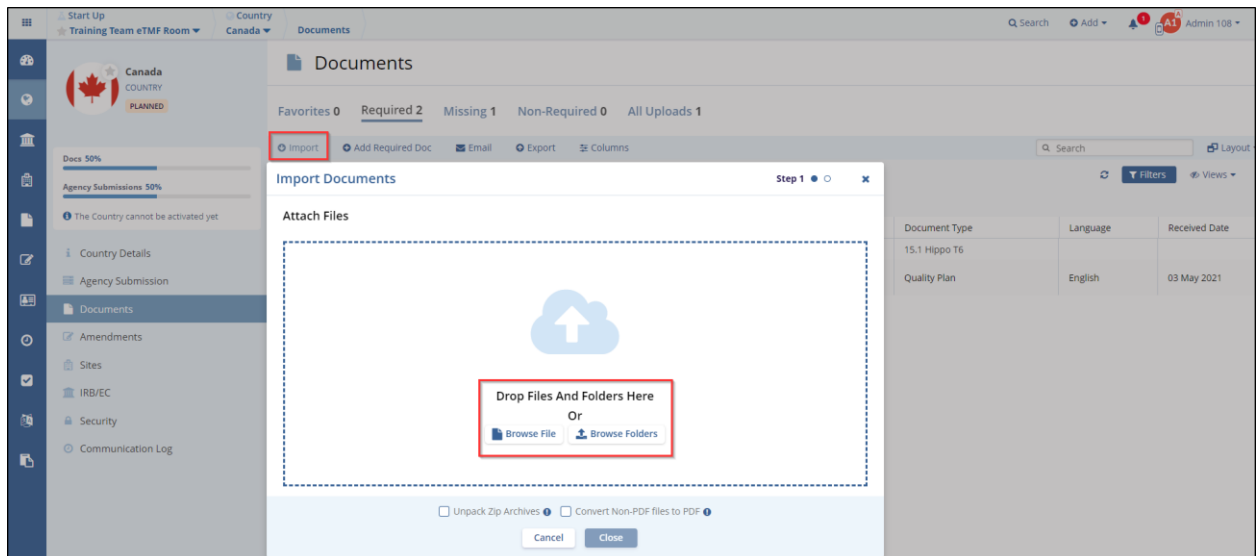 Start Up
Training Team eTMF Room
Country
Canada
Documents
Search
Add
1
A
A1
Admin 108
Canada
COUNTRY
PLANNED
Docs 50%
Agency Submissions 50%
The Country cannot be activated yet
Country Details
Agency Submission
Documents
Amendments
Sites
IRB/EC
Security
Communication Log
Documents
Favorites 0 Required 2 Missing 1 Non-Required 0 All Uploads 1
Import Add Required Doc Email Export Columns Search Layout
Filters Views
Import Documents Step 1
Attach Files
Drop Files And Folders Here
Or
Browse File Browse Folders
Unpack Zip Archives Convert Non-PDF files to PDF
Cancel Close
Document Type Language Received Date
15.1 Hippo T6
Quality Plan English 03 May 2021